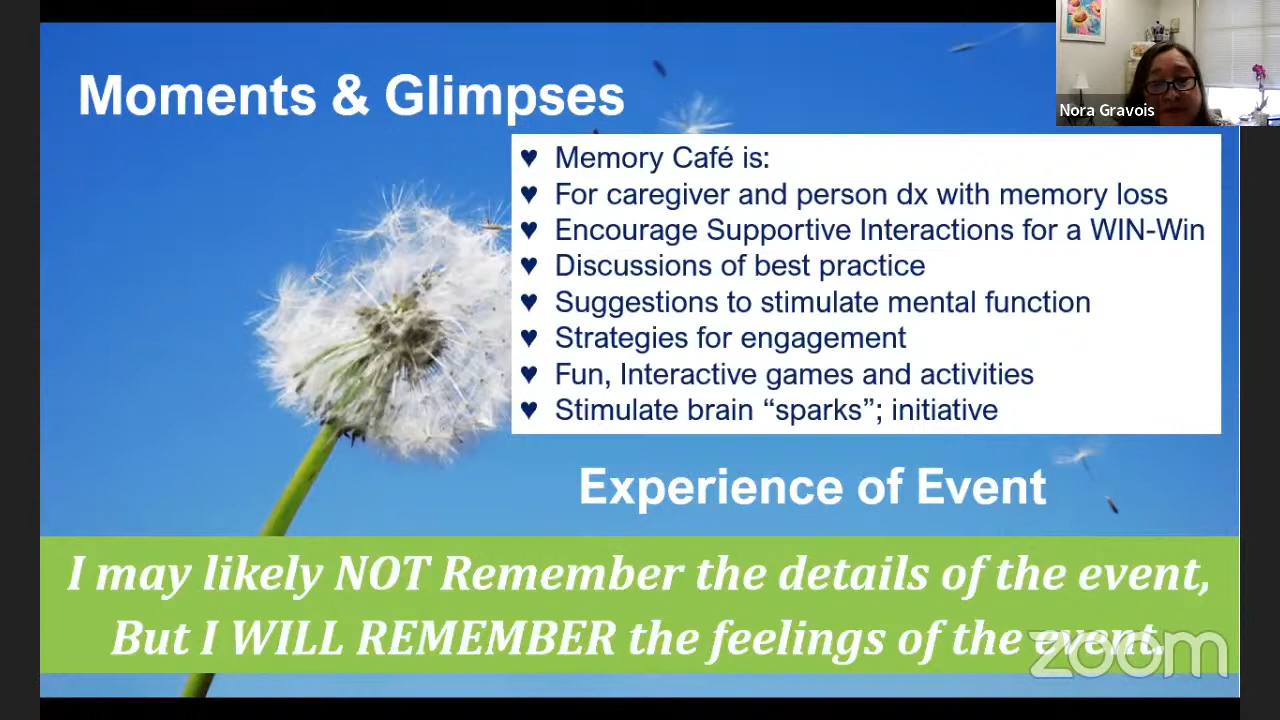 Moments & Glimpses
Nora Gravois
♥ Memory Café is:
♥ For caregiver and person dx with memory loss
♥ Encourage Supportive Interactions for a WIN-Win
♥ Discussions of best practice
♥ Suggestions to stimulate mental function
♥ Strategies for engagement
♥ Fun, Interactive games and activities
♥ Stimulate brain “sparks”; initiative
Experience of Event
I may likely NOT Remember the details of the event,
But I WILL REMEMBER the feelings of the event.
zoom